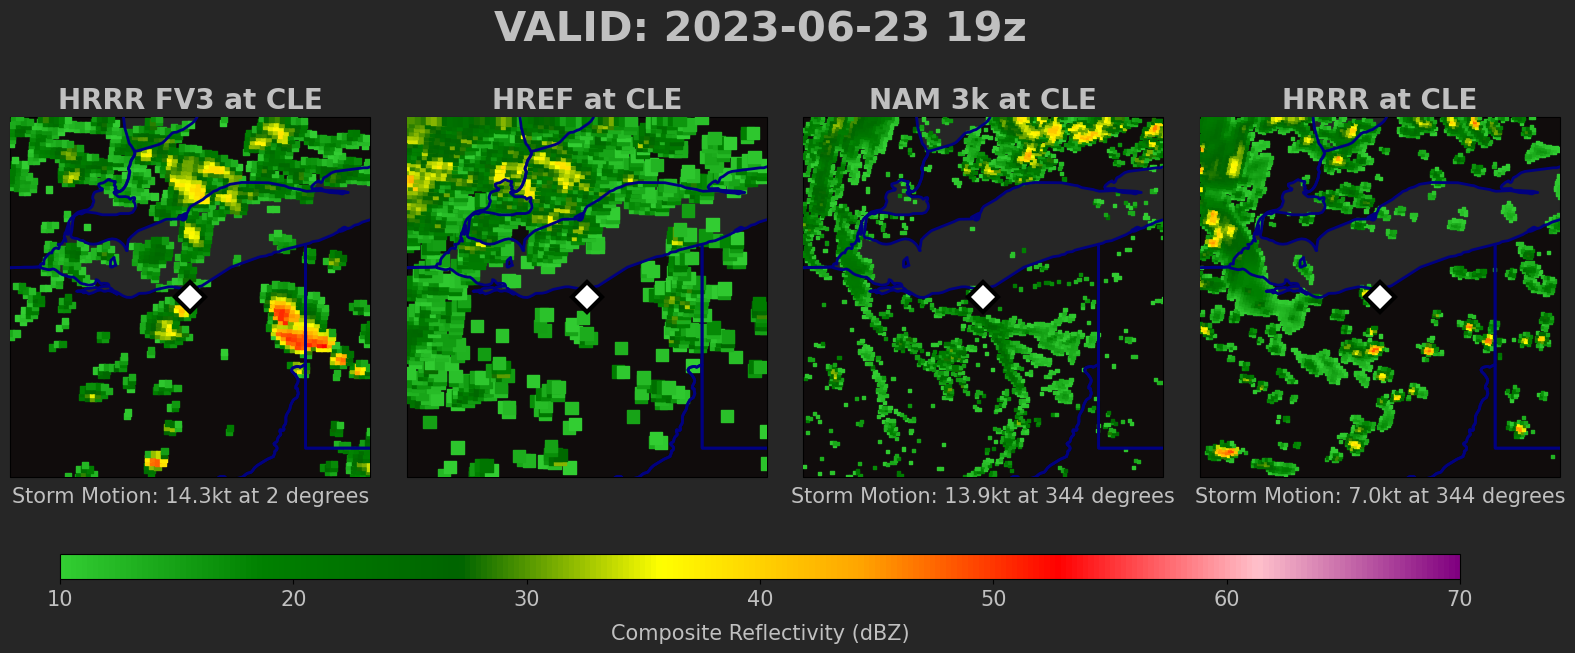 VALID: 2023-06-23 19z
HRRR FV3 at CLE
HREF at CLE
NAM 3k at CLE
HRRR at CLE
Storm Motion: 14.3kt at 2 degrees
Storm Motion: 13.9kt at 344 degrees
Storm Motion: 7.0kt at 344 degrees
10 20 30 40 50 60 70
Composite Reflectivity (dBZ)